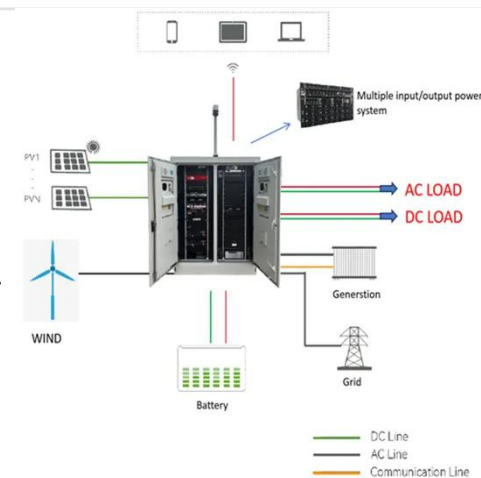 Multiple input/output power
system
PV1
PVN
AC LOAD
DC LOAD
WIND
Generstion
Grid
Battery
DC Line
AC Line
Communication Line